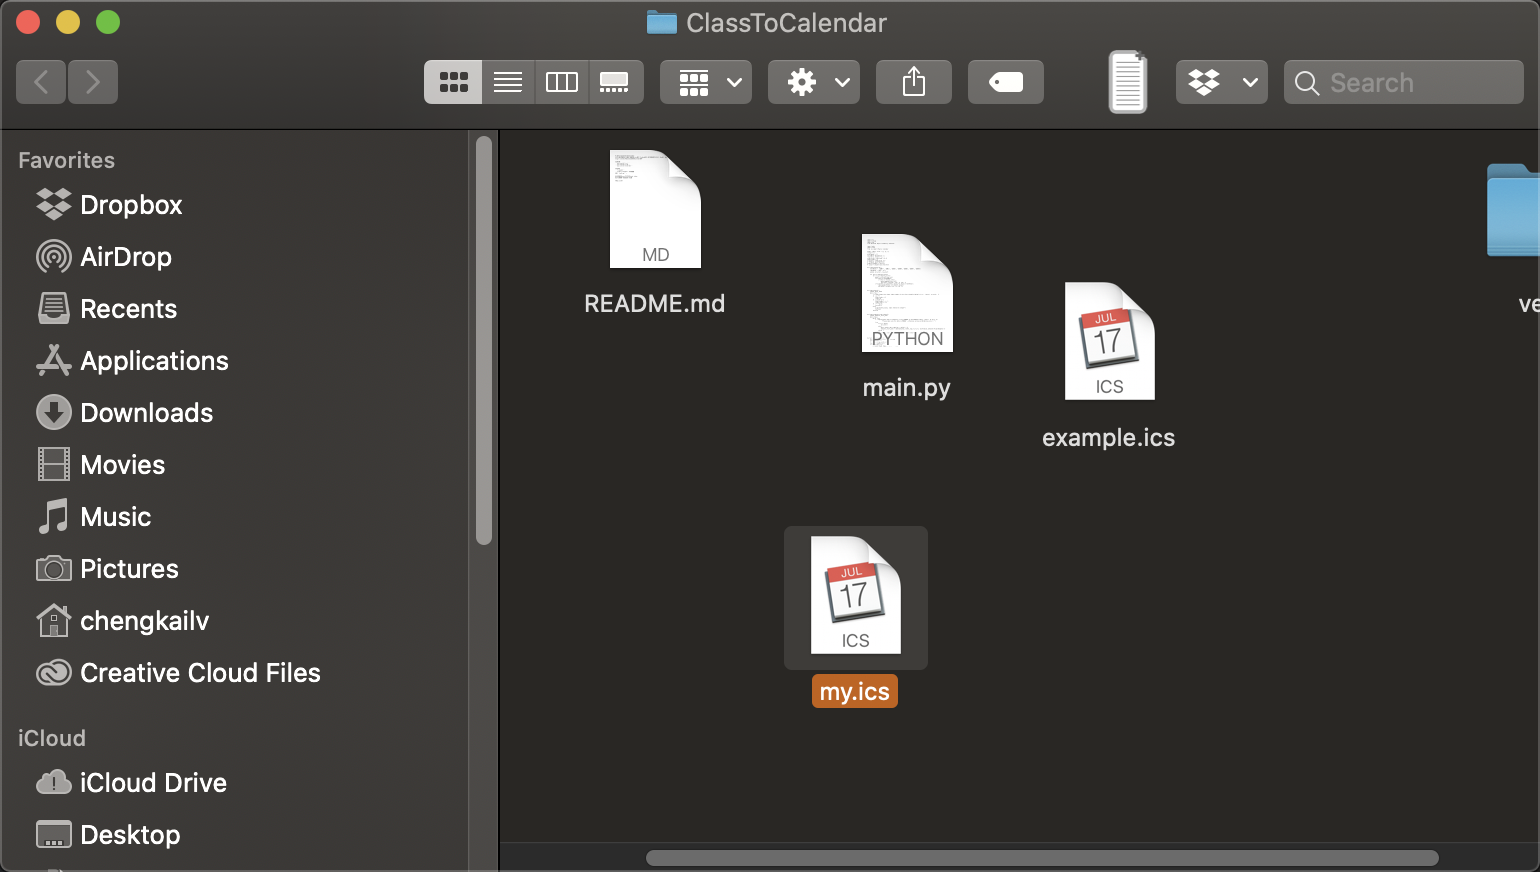 ClassToCalendar
Search
Favorites
Dropbox
AirDrop
Recents
Applications
Downloads
Movies
Music
Pictures
chengkailv
Creative Cloud Files
iCloud
iCloud Drive
Desktop
MD
README.md
PYTHON
main.py
JUL
17
ICS
example.ics
ve
JUL
17
ICS
my.ics